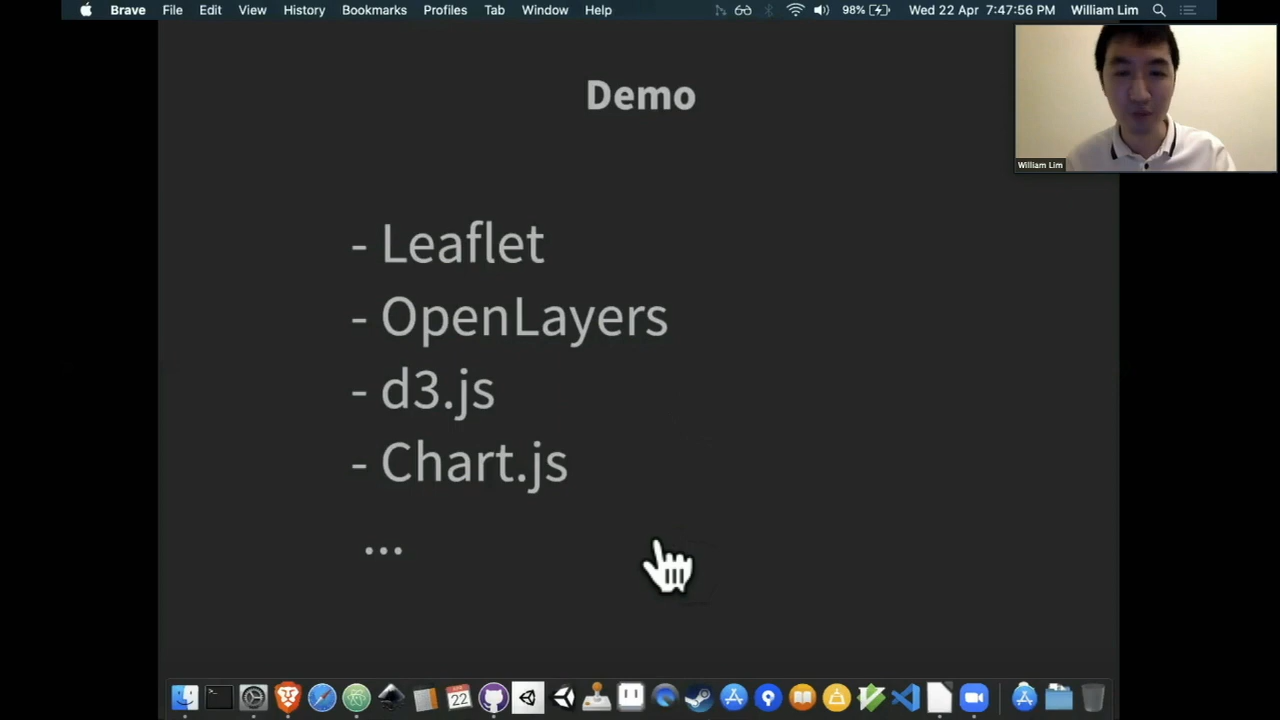 Brave File Edit View History Bookmarks Profiles Tab Window Help 98% Wed 22 Apr 7:47:56 PM William Lim
William Lim
Demo
- Leaflet
- OpenLayers
- d3.js
- Chart.js
...
22